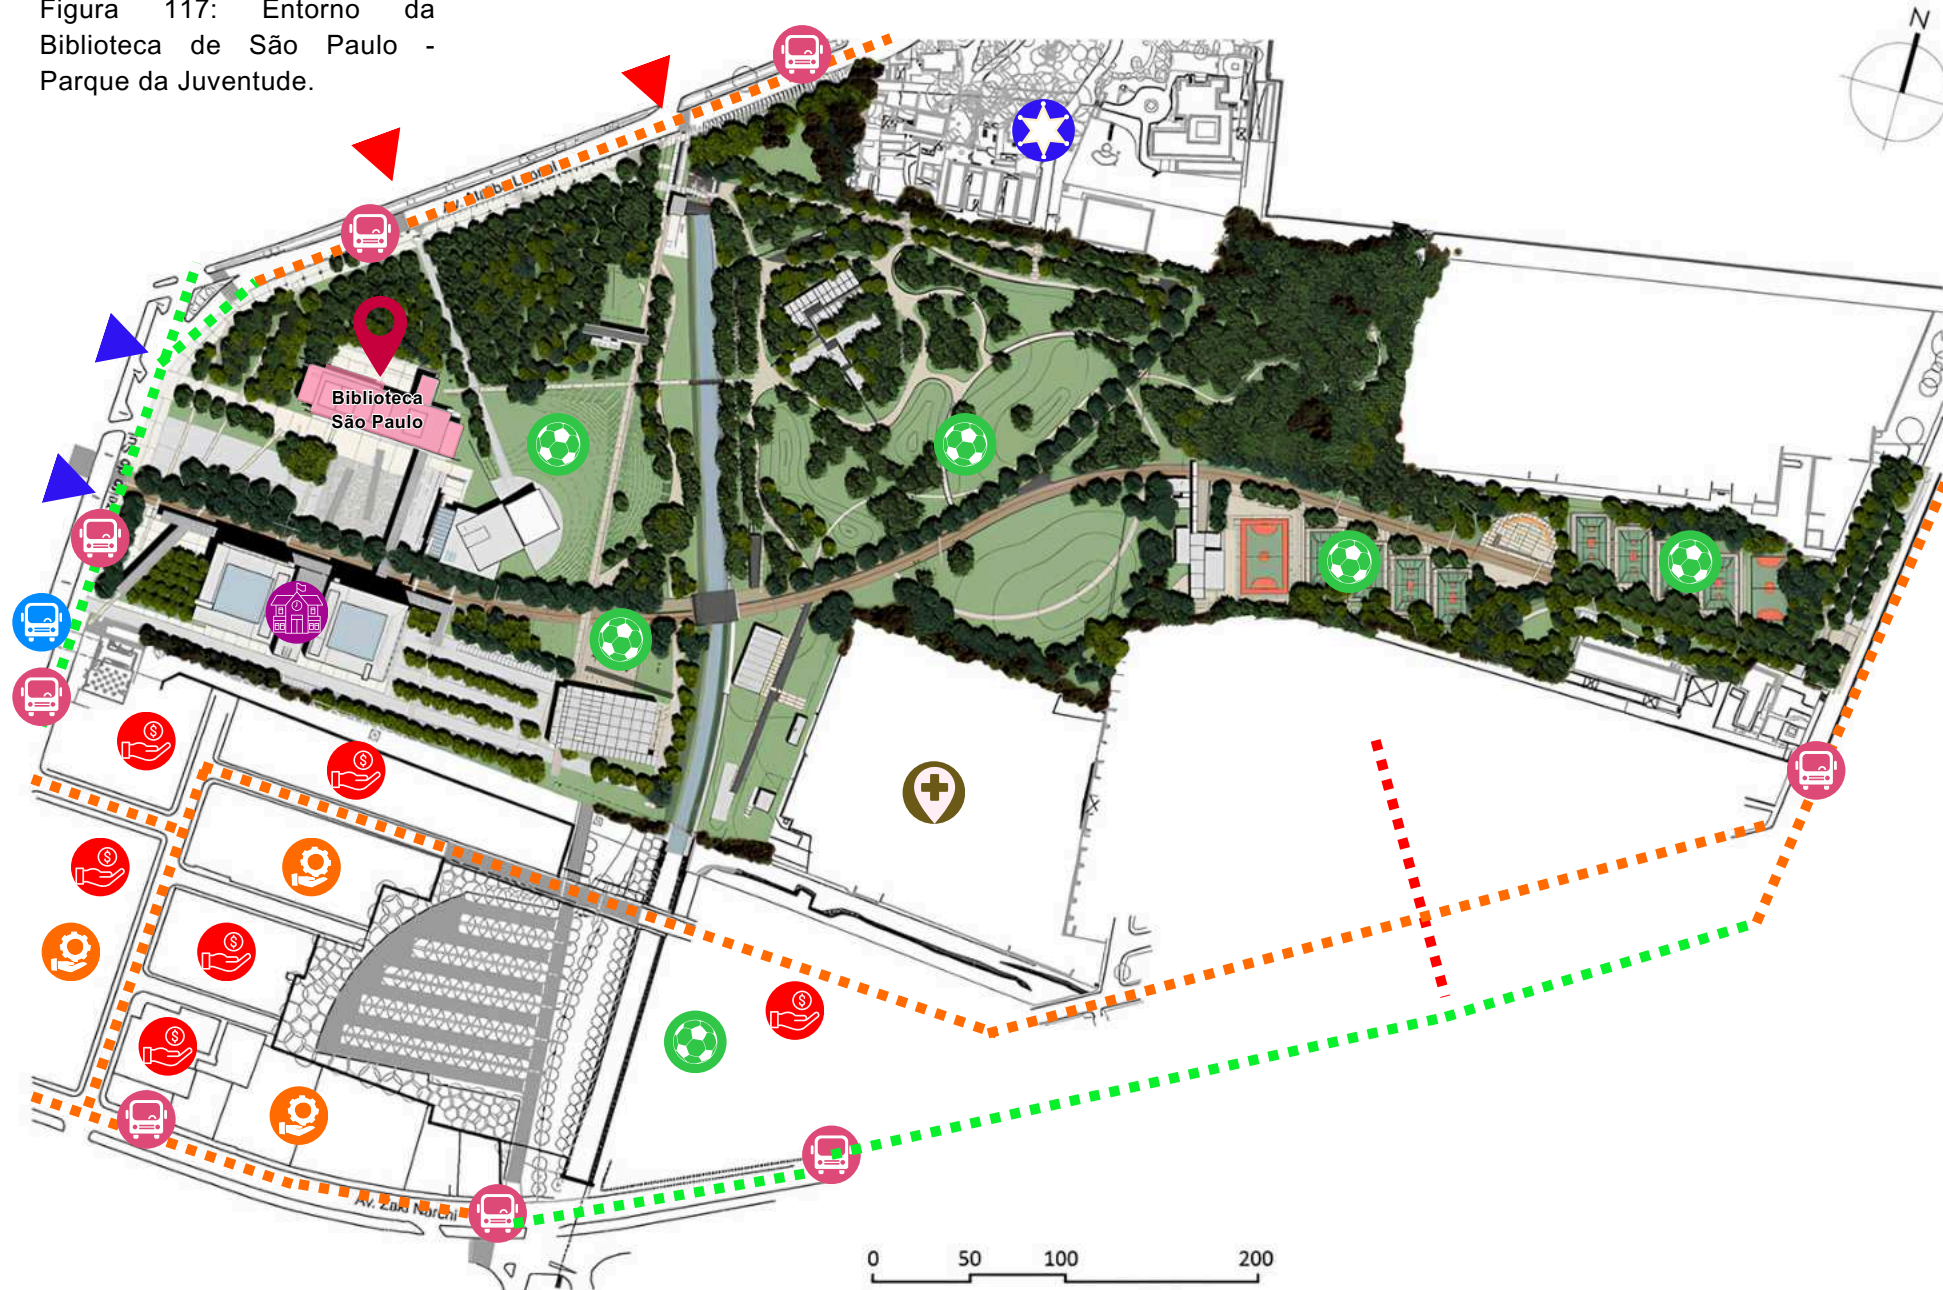 Figura 117: Entorno da
Biblioteca de São Paulo -
Parque da Juventude.
N
Biblioteca
São Paulo
Av. Zaki Narchi
0 50 100 200